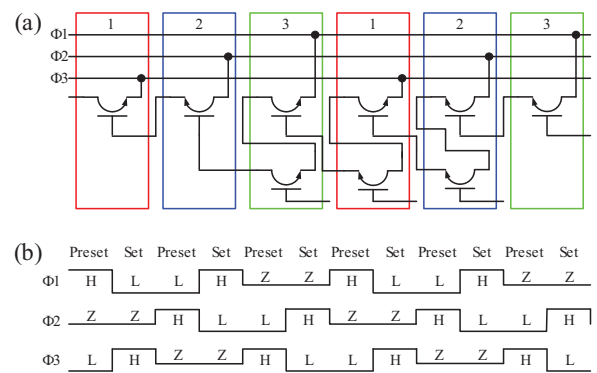 (a)
1 2 3 1 2 3
Φ1
Φ2
Φ3
(b)
Preset Set Preset Set Preset Set Preset Set Preset Set Preset Set
Φ1 H L L H Z Z H L L H Z Z
Φ2 Z Z H L L H Z Z H L L H
Φ3 L H Z Z H L L H Z Z H L